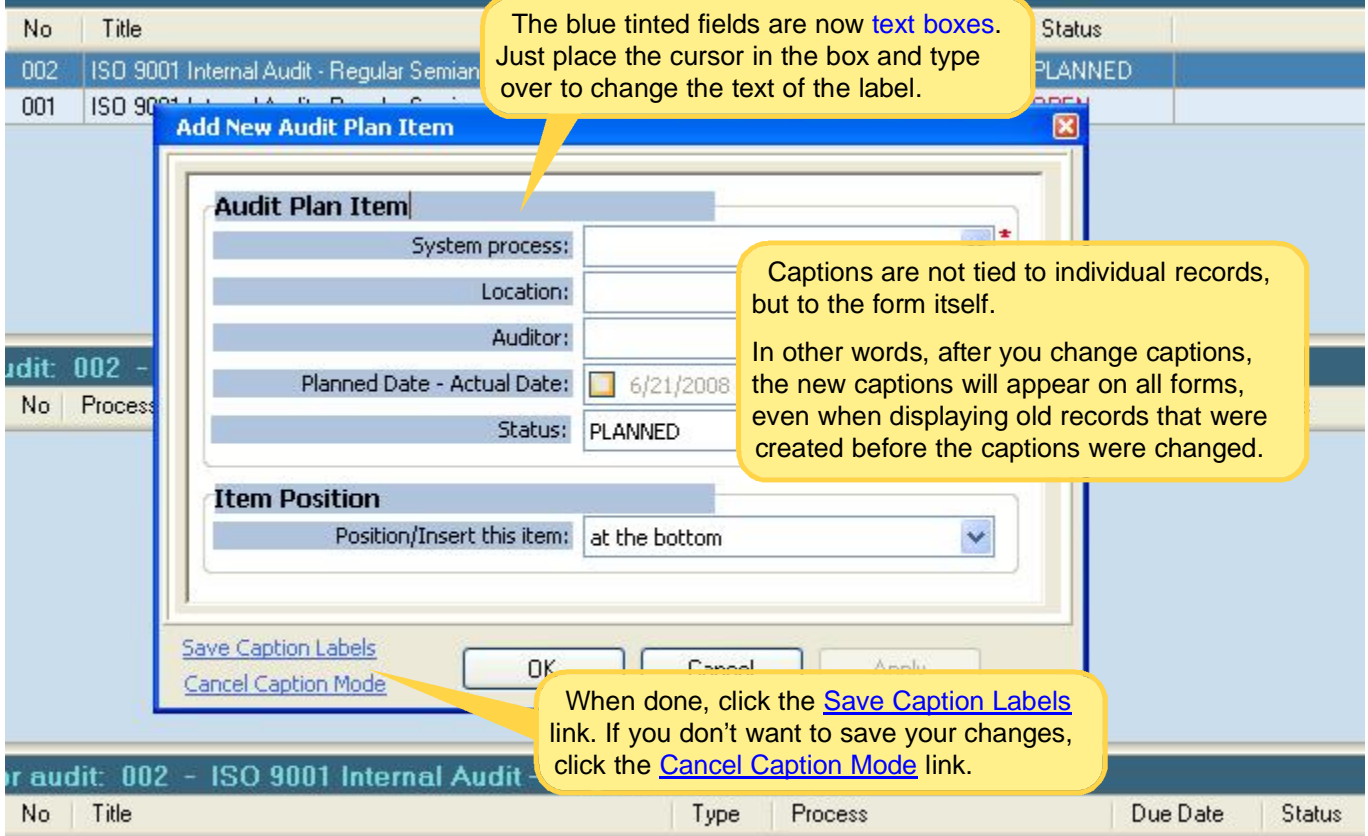 No Title Status
The blue tinted fields are now text boxes.
Just place the cursor in the box and type
over to change the text of the label.
002 ISO 9001 Internal Audit - Regular Semian PLANNED
001 ISO 90 OPEN
Add New Audit Plan Item
Audit Plan Item
System process: *
Location:
Auditor:
Planned Date - Actual Date: 6/21/2008
Status: PLANNED
Captions are not tied to individual records,
but to the form itself.
In other words, after you change captions,
the new captions will appear on all forms,
even when displaying old records that were
created before the captions were changed.
udit: 002 -
No Process
Item Position
Position/Insert this item: at the bottom
Save Caption Labels
Cancel Caption Mode
OK Cancel Apply
When done, click the Save Caption Labels
link. If you don’t want to save your changes,
click the Cancel Caption Mode link.
or audit: 002 - ISO 9001 Internal Audit -
No Title Type Process Due Date Status